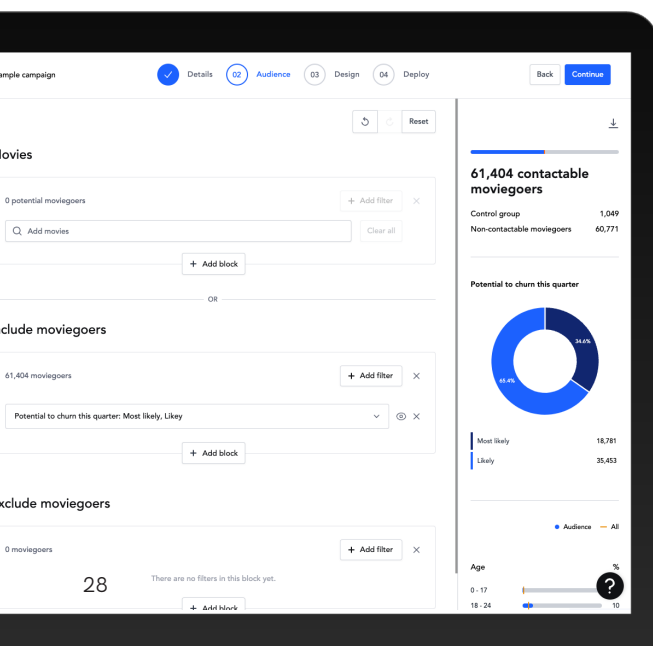 ample campaign
Details
02 Audience
03 Design
04 Deploy
Back
Continue
Reset
ovies
0 potential moviegoers
+ Add filter
Add movies
Clear all
+ Add block
OR
clude moviegoers
61,404 moviegoers
+ Add filter
Potential to churn this quarter: Most likely, Likey
+ Add block
xclude moviegoers
0 moviegoers
+ Add filter
28
There are no filters in this block yet.
+ Add block
61,404 contactable
moviegoers
Control group 1,049
Non-contactable moviegoers 60,771
Potential to churn this quarter
34.6%
65.4%
Most likely 18,781
Likely 35,453
Audience
All
Age %
0 - 17
?
18 - 24 10